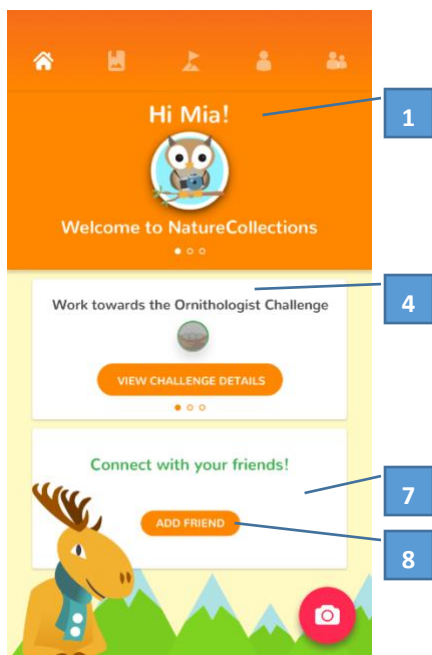 Hi Mia!
1
Welcome to NatureCollections
Work towards the Ornithologist Challenge
4
VIEW CHALLENGE DETAILS
Connect with your friends!
7
ADD FRIEND
8